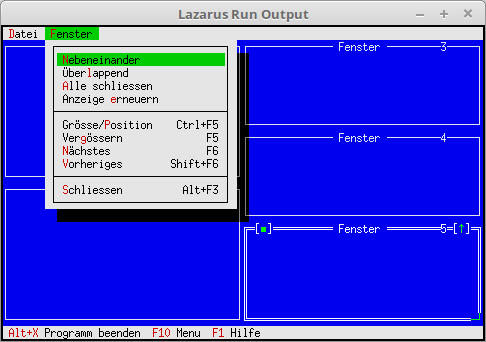 Lazarus Run Output
Datei Fenster
Nebeneinander
Überlappend
Alle schliessen
Anzeige erneuern
Grösse/Position Ctrl+F5
Vergössern F5
Nächstes F6
Vorheriges Shift+F6
Schliessen Alt+F3
Fenster 3
Fenster 4
[■] Fenster 5=[↑]
Alt+X Programm beenden F10 Menu F1 Hilfe